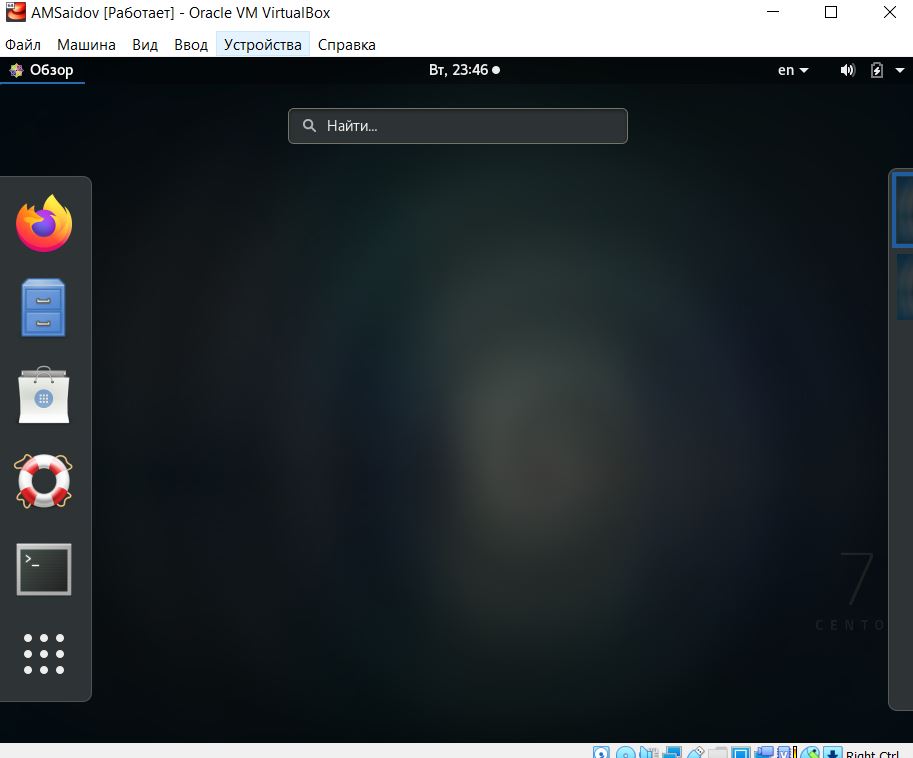 AMSaidov [Работает] - Oracle VM VirtualBox
Файл Машина Вид Ввод Устройства Справка
Обзор Вт, 23:46 en
Найти...
>_
7
CENTO
Right Ctrl